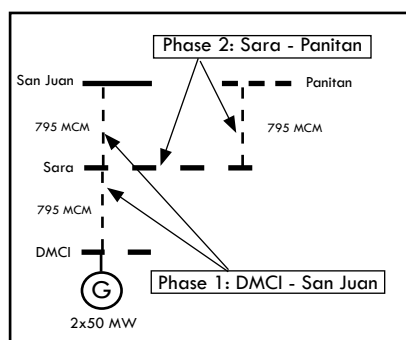 Phase 2: Sara - Panitan
San Juan
Panitan
795 MCM
795 MCM
Sara
795 MCM
DMCI
G
Phase 1: DMCI - San Juan
2x50 MW